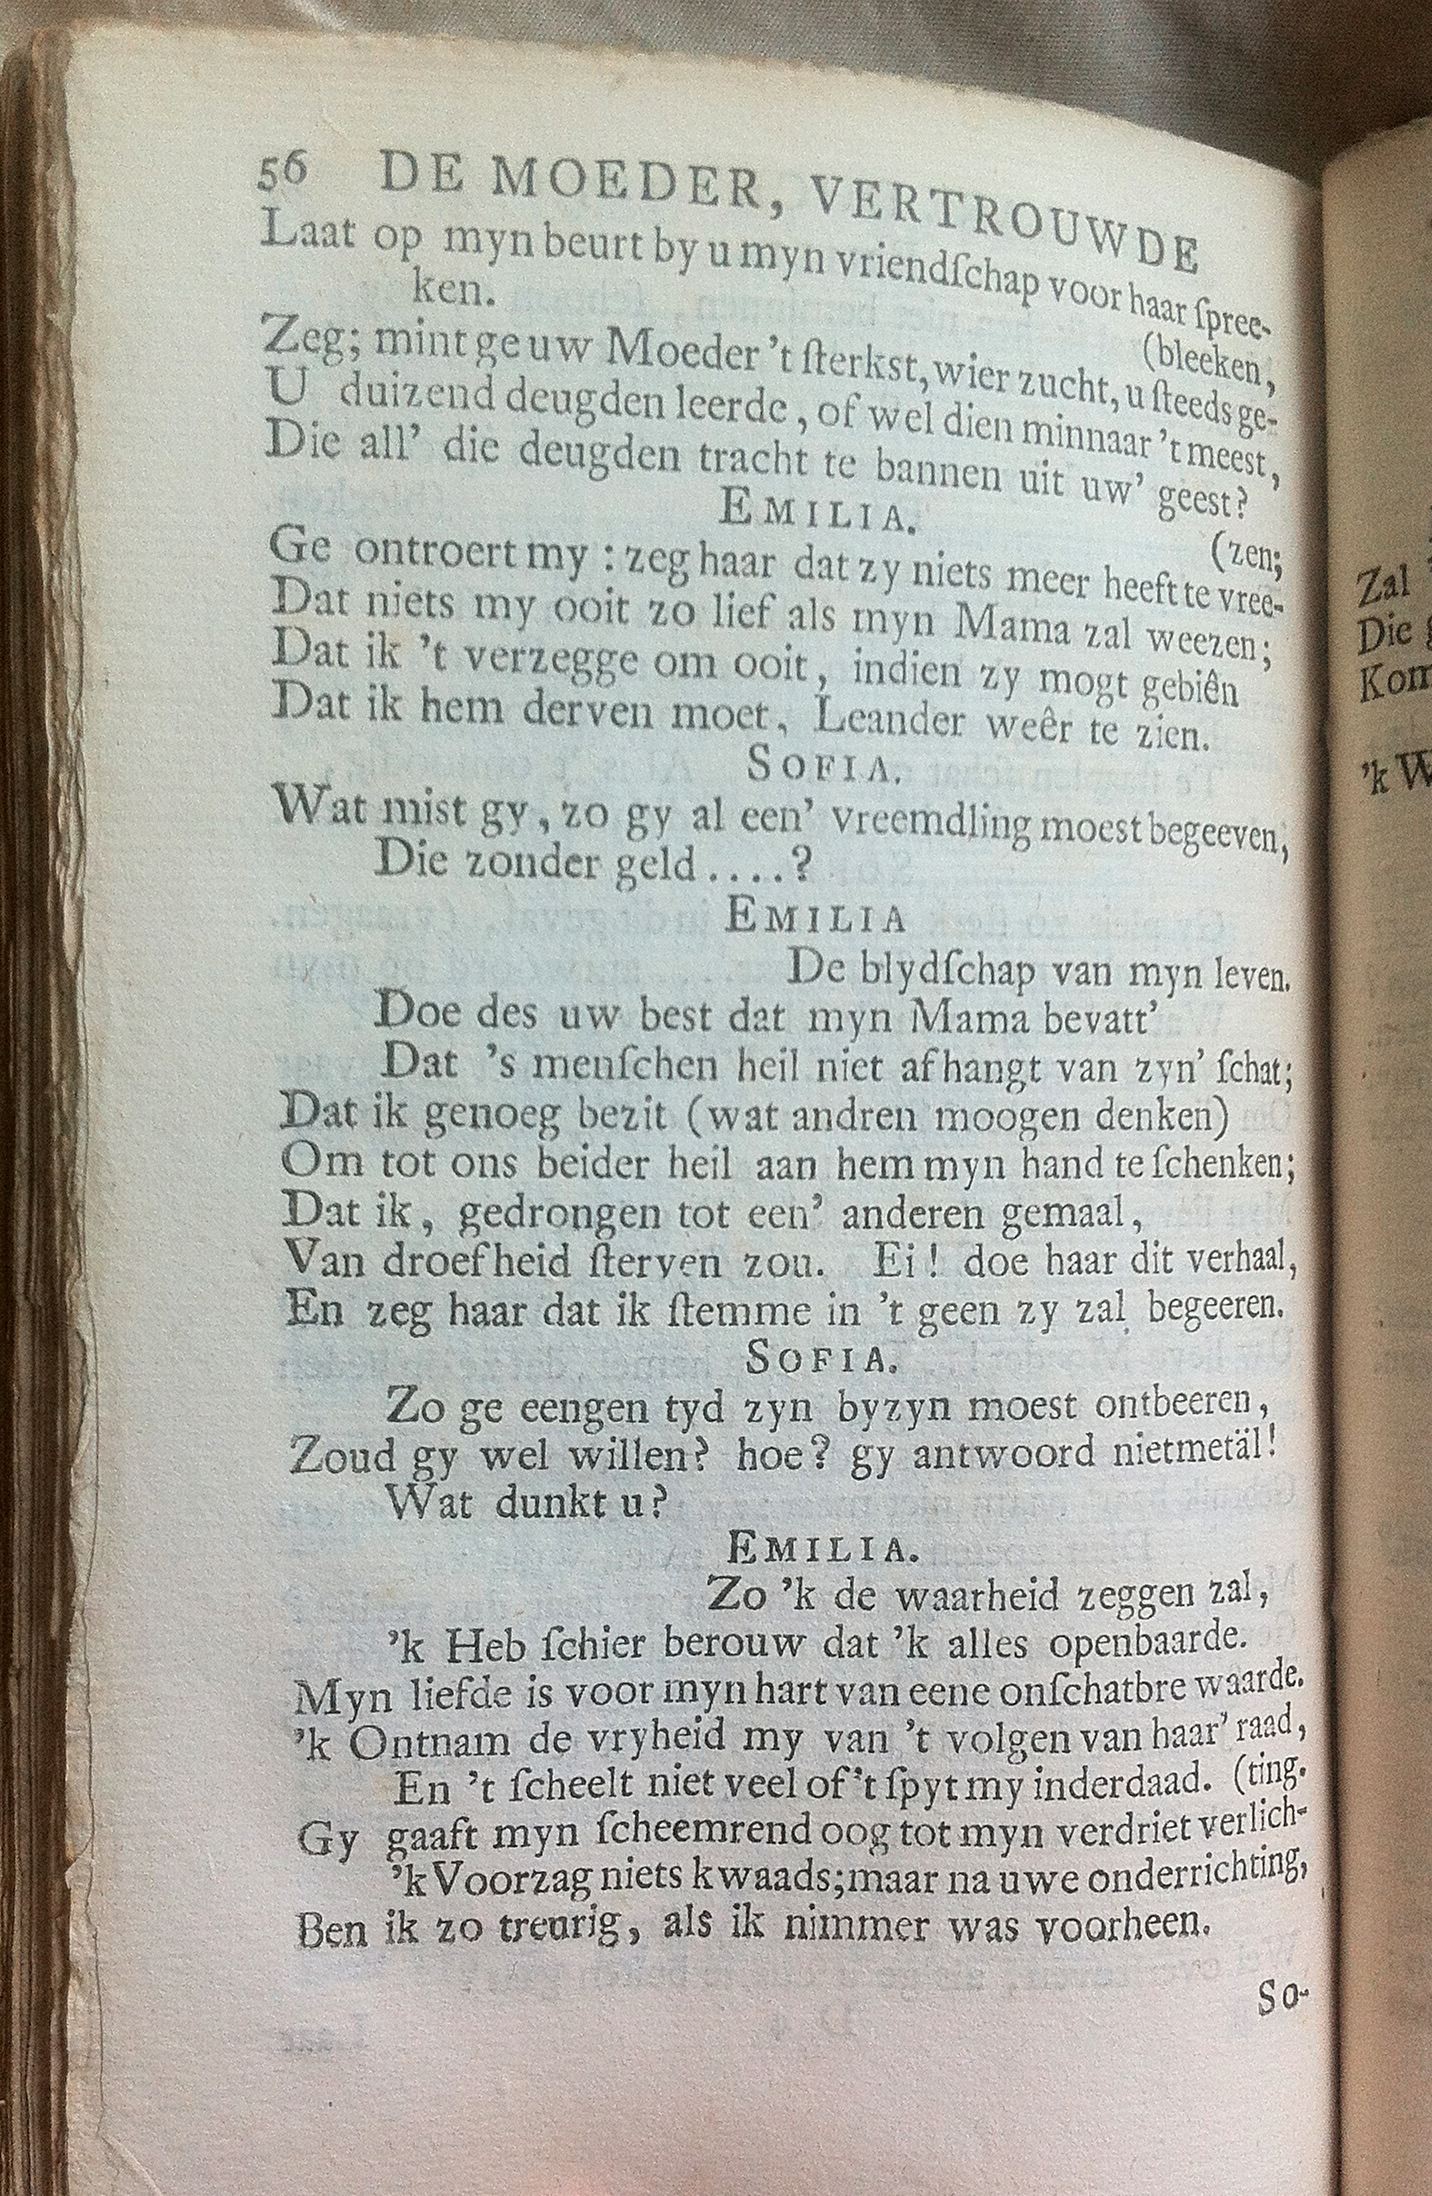 56 DE MOEDER, VERTROUWDE
Laat op myn beurt by u myn vriendſchap voor haar ſpree-
ken.
(bleeken,
Zeg; mint ge uw Moeder 't ſterkst, wier zucht, u ſteeds ge-
U duizend deugden leerde, of wel dien minnaar 't meest,
Die all' die deugden tracht te bannen uit uw' geest?
EMILIA.
(zen;
Ge ontroert my : zeg haar dat zy niets meer heeft te vree-
Dat niets my ooit zo lief als myn Mama zal weezen;
Dat ik 't verzegge om ooit, indien zy mogt gebiên
Dat ik hem derven moet, Leander weêr te zien.
SOFIA.
Wat mist gy, zo gy al een' vreemdling moest begeeven,
Die zonder geld ....?
EMILIA
De blydſchap van myn leven.
Doe des uw best dat myn Mama bevatt'
Dat 's menſchen heil niet afhangt van zyn' ſchat;
Dat ik genoeg bezit (wat andren moogen denken)
Om tot ons beider heil aan hem myn hand te ſchenken;
Dat ik, gedrongen tot een' anderen gemaal,
Van droefheid ſterven zou. Ei! doe haar dit verhaal,
En zeg haar dat ik ſtemme in 't geen zy zal begeeren.
SOFIA.
Zo ge eengen tyd zyn byzyn moest ontbeeren,
Zoud gy wel willen? hoe? gy antwoord niet met äl!
Wat dunkt u?
EMILIA.
Zo 'k de waarheid zeggen zal,
'k Heb ſchier berouw dat 'k alles openbaarde.
Myn liefde is voor myn hart van eene onſchatbre waarde.
'k Ontnam de vryheid my van 't volgen van haar' raad,
En 't ſcheelt niet veel of 't ſpyt my inderdaad. (ting.
Gy gaaft myn ſcheemrend oog tot myn verdriet verlich-
'k Voorzag niets kwaads; maar na uwe onderrichting,
Ben ik zo treurig, als ik nimmer was voorheen.
So-
Zal
Die
Kom
'k W